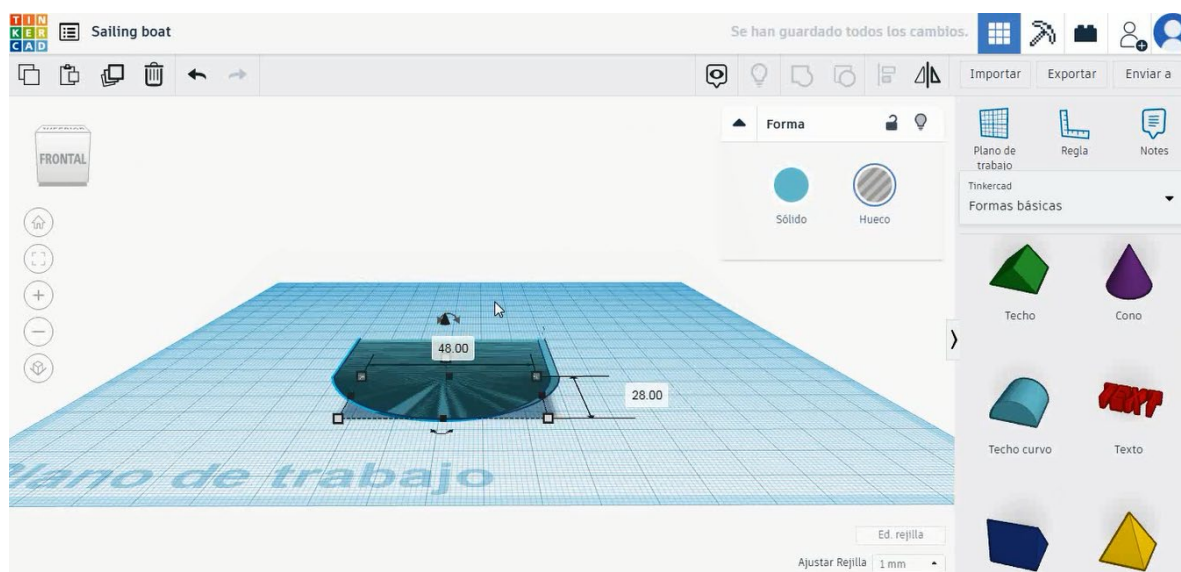 TIN
KER
CAD
Sailing boat
Se han guardado todos los cambios.
Importar
Exportar
Enviar a
FRONTAL
Forma
Sólido
Hueco
Plano de
trabajo
Regla
Notes
Tinkercad
Formas básicas
Techo
Cono
48.00
28.00
TEXT
Techo curvo
Texto
Plano de trabajo
Ed. rejilla
Ajustar Rejilla
1 mm